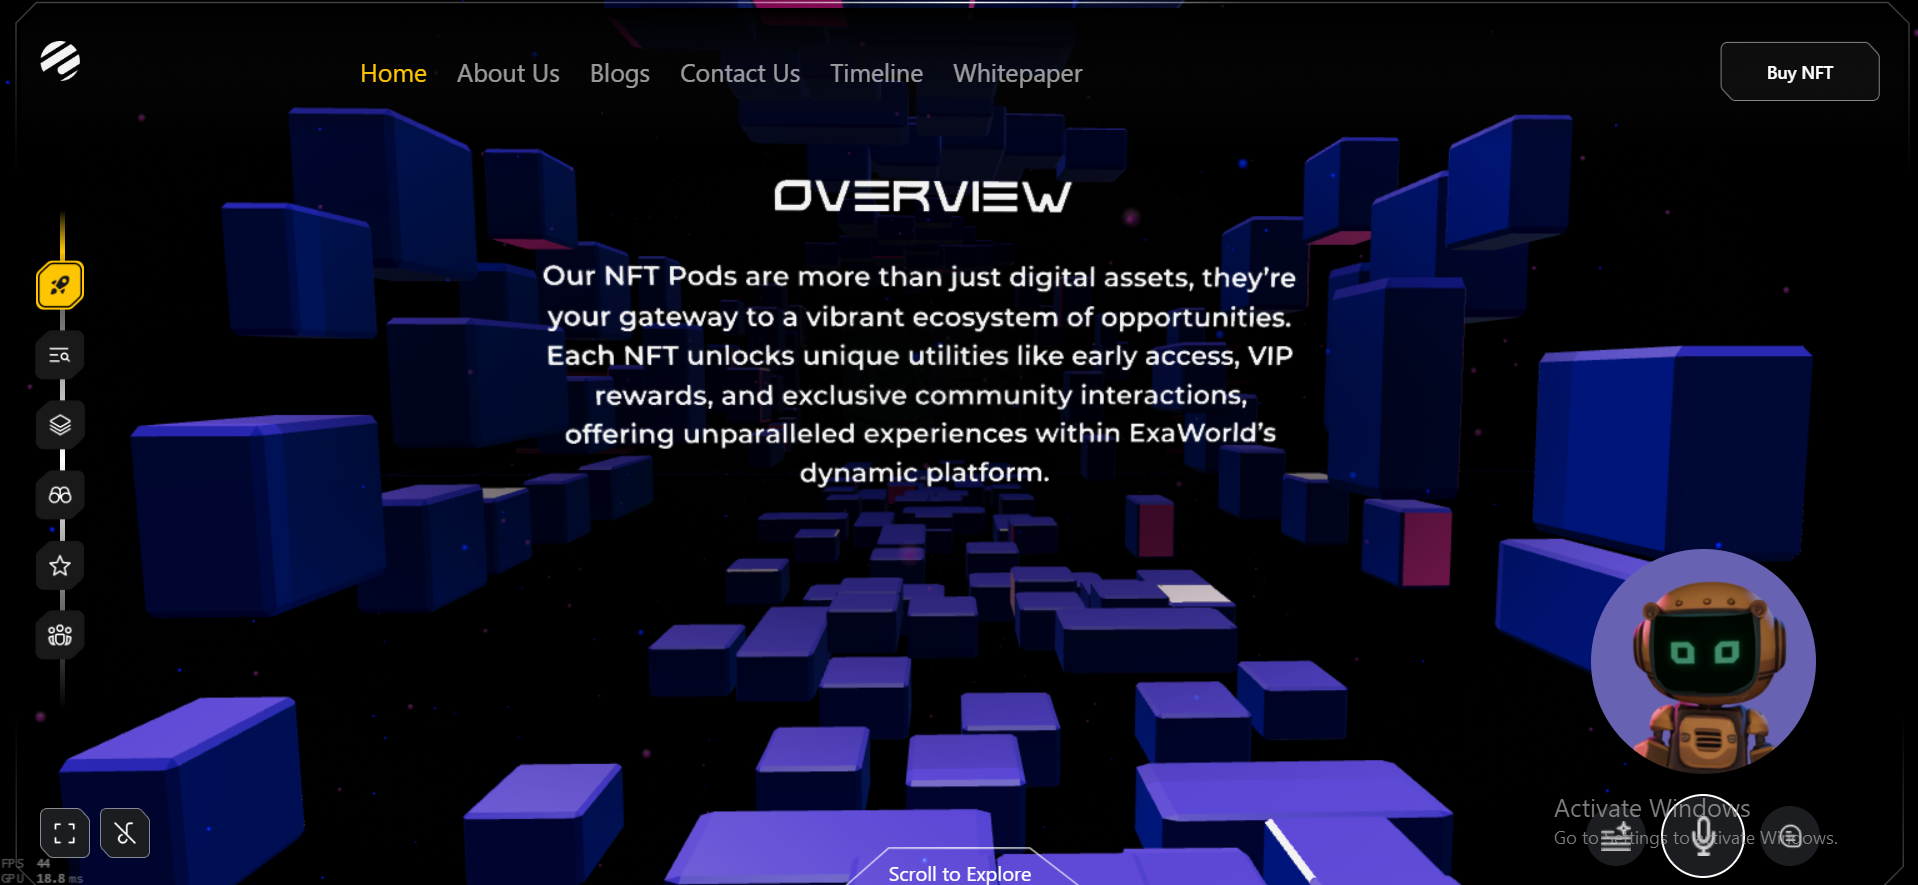 Home About Us Blogs Contact Us Timeline Whitepaper
Buy NFT
OVERVIEW
Our NFT Pods are more than just digital assets, they're
your gateway to a vibrant ecosystem of opportunities.
Each NFT unlocks unique utilities like early access, VIP
rewards, and exclusive community interactions,
offering unparalleled experiences within ExaWorld's
dynamic platform.
Activate Windows
Go to Settings to activate Windows.
FPS 44
GPU 18.8 ms
Scroll to Explore